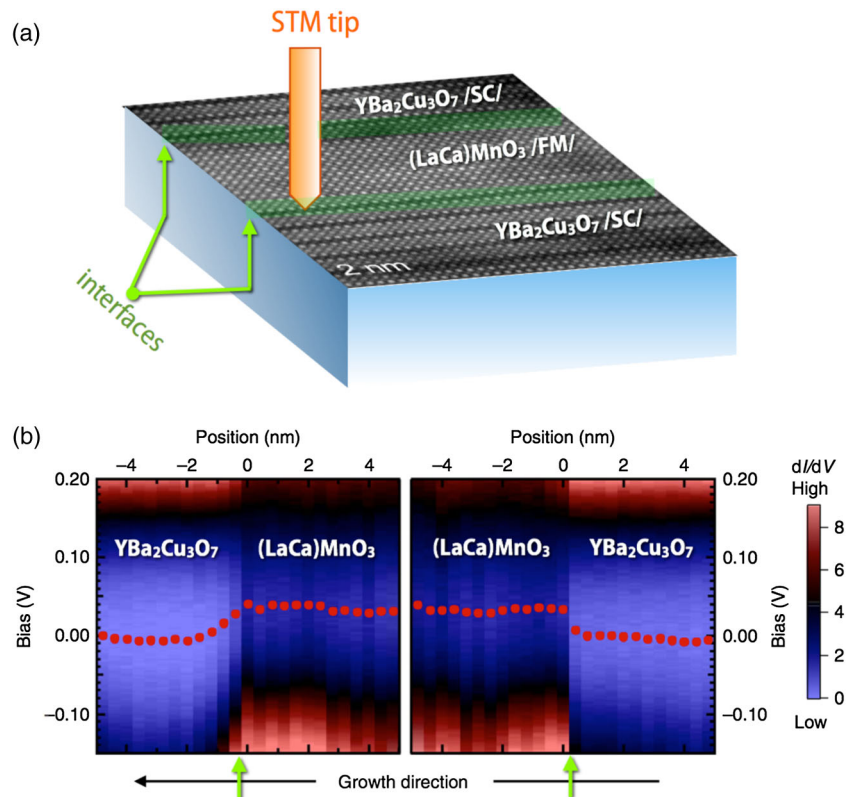 (a)
STM tip
YBa₂Cu₃O₇ /SC/
(LaCa)MnO₃ /FM/
YBa₂Cu₃O₇ /SC/
2 nm
interfaces
(b)
Position (nm) Position (nm)
−4 −2 0 2 4 −4 −2 0 2 4
dI/dV
High
0.20 0.20
YBa₂Cu₃O₇ (LaCa)MnO₃ (LaCa)MnO₃ YBa₂Cu₃O₇
0.10 0.10
0.00 0.00
−0.10 −0.10
Bias (V) Bias (V)
8
6
4
2
0
Low
Growth direction